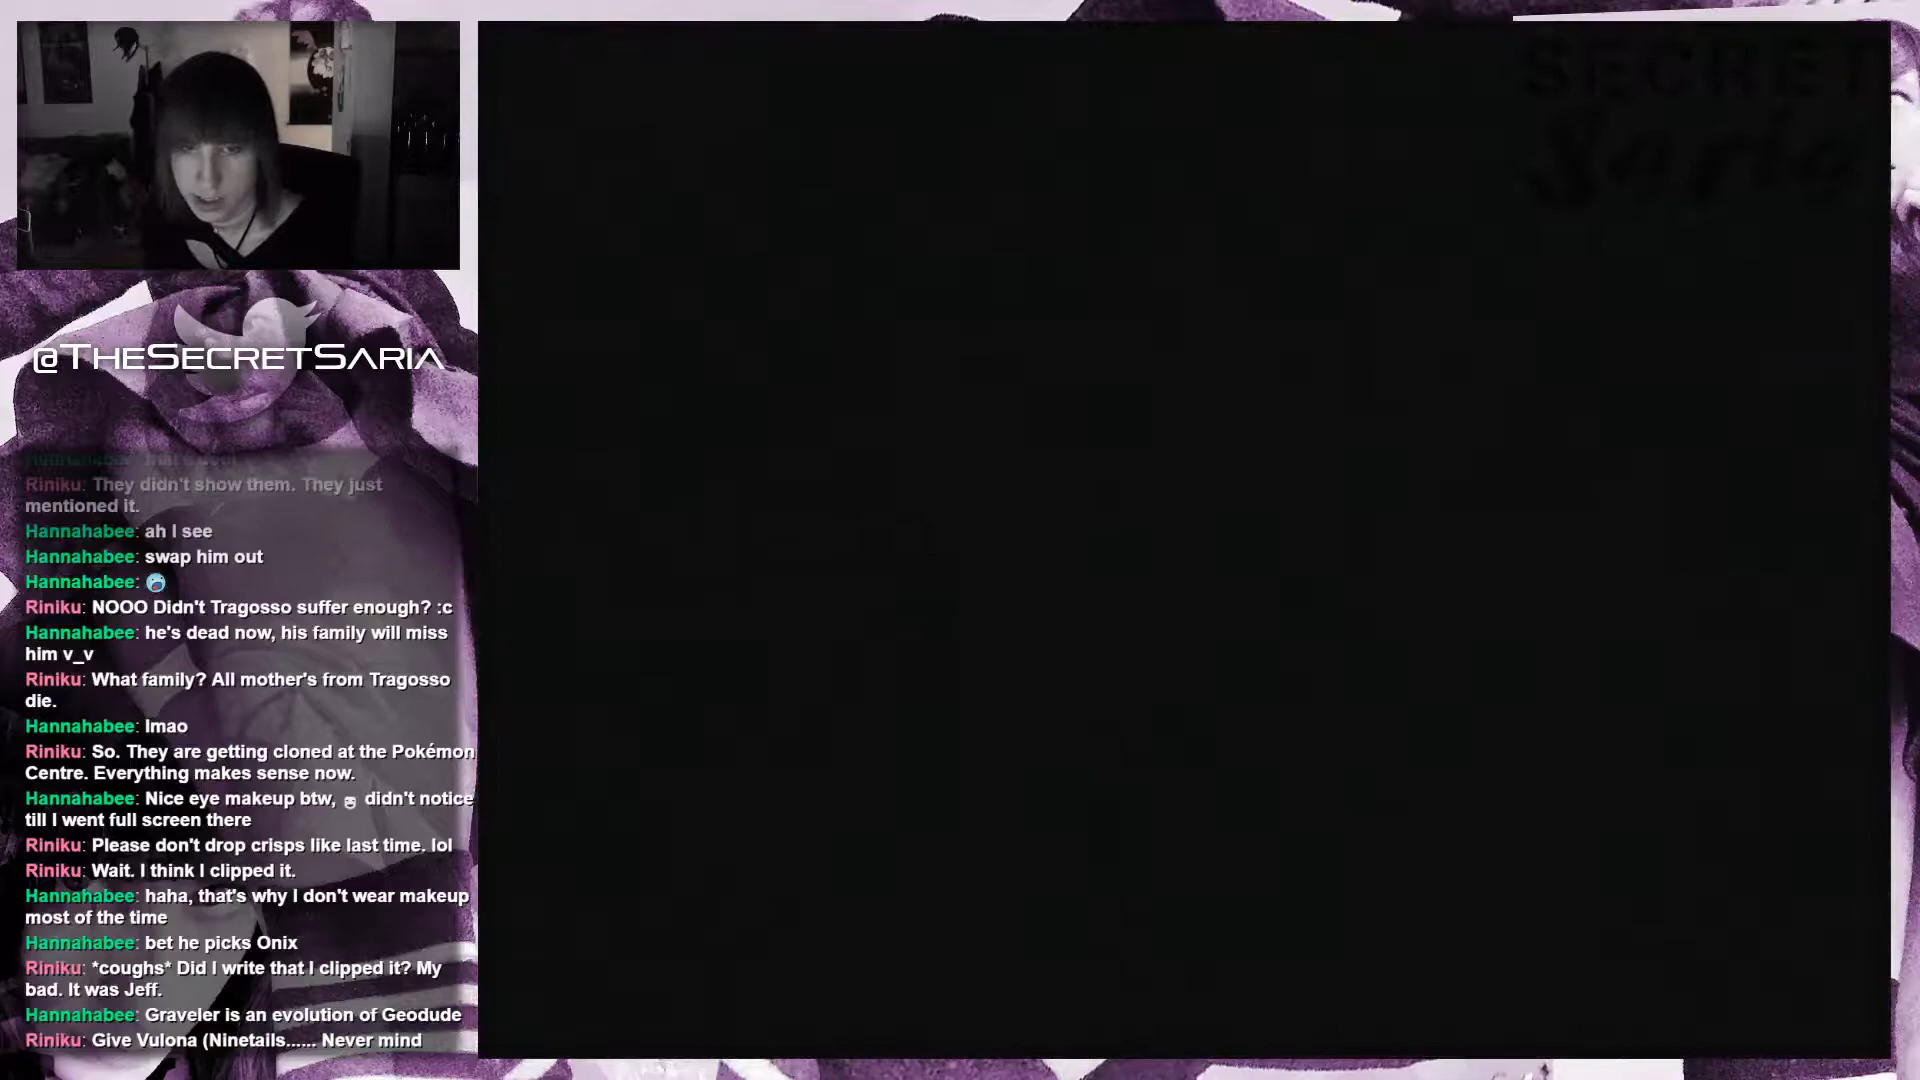 SECRET
Saria
@THESECRETSARIA
Riniku: They didn't show them. They just
mentioned it.
Hannahabee: ah I see
Hannahabee: swap him out
Hannahabee:
Riniku: NOOO Didn't Tragosso suffer enough? :c
Hannahabee: he's dead now, his family will miss
him v_v
Riniku: What family? All mother's from Tragosso
die.
Hannahabee: lmao
Riniku: So. They are getting cloned at the Pokémon
Centre. Everything makes sense now.
Hannahabee: Nice eye makeup btw, didn't notice
till I went full screen there
Riniku: Please don't drop crisps like last time. lol
Riniku: Wait. I think I clipped it.
Hannahabee: haha, that's why I don't wear makeup
most of the time
Hannahabee: bet he picks Onix
Riniku: *coughs* Did I write that I clipped it? My
bad. It was Jeff.
Hannahabee: Graveler is an evolution of Geodude
Riniku: Give Vulona (Ninetails...... Never mind